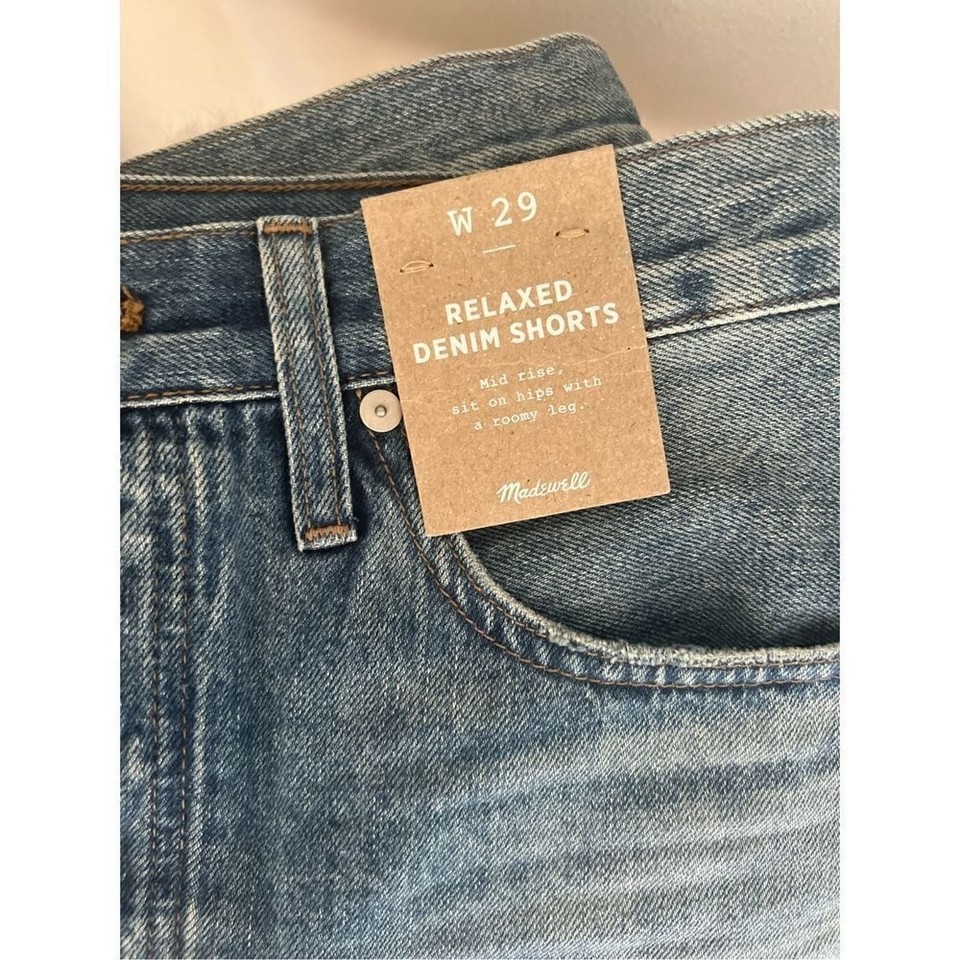 W 29
RELAXED
DENIM SHORTS
Mid rise,
sit on hips with
a roomy leg.
Madewell